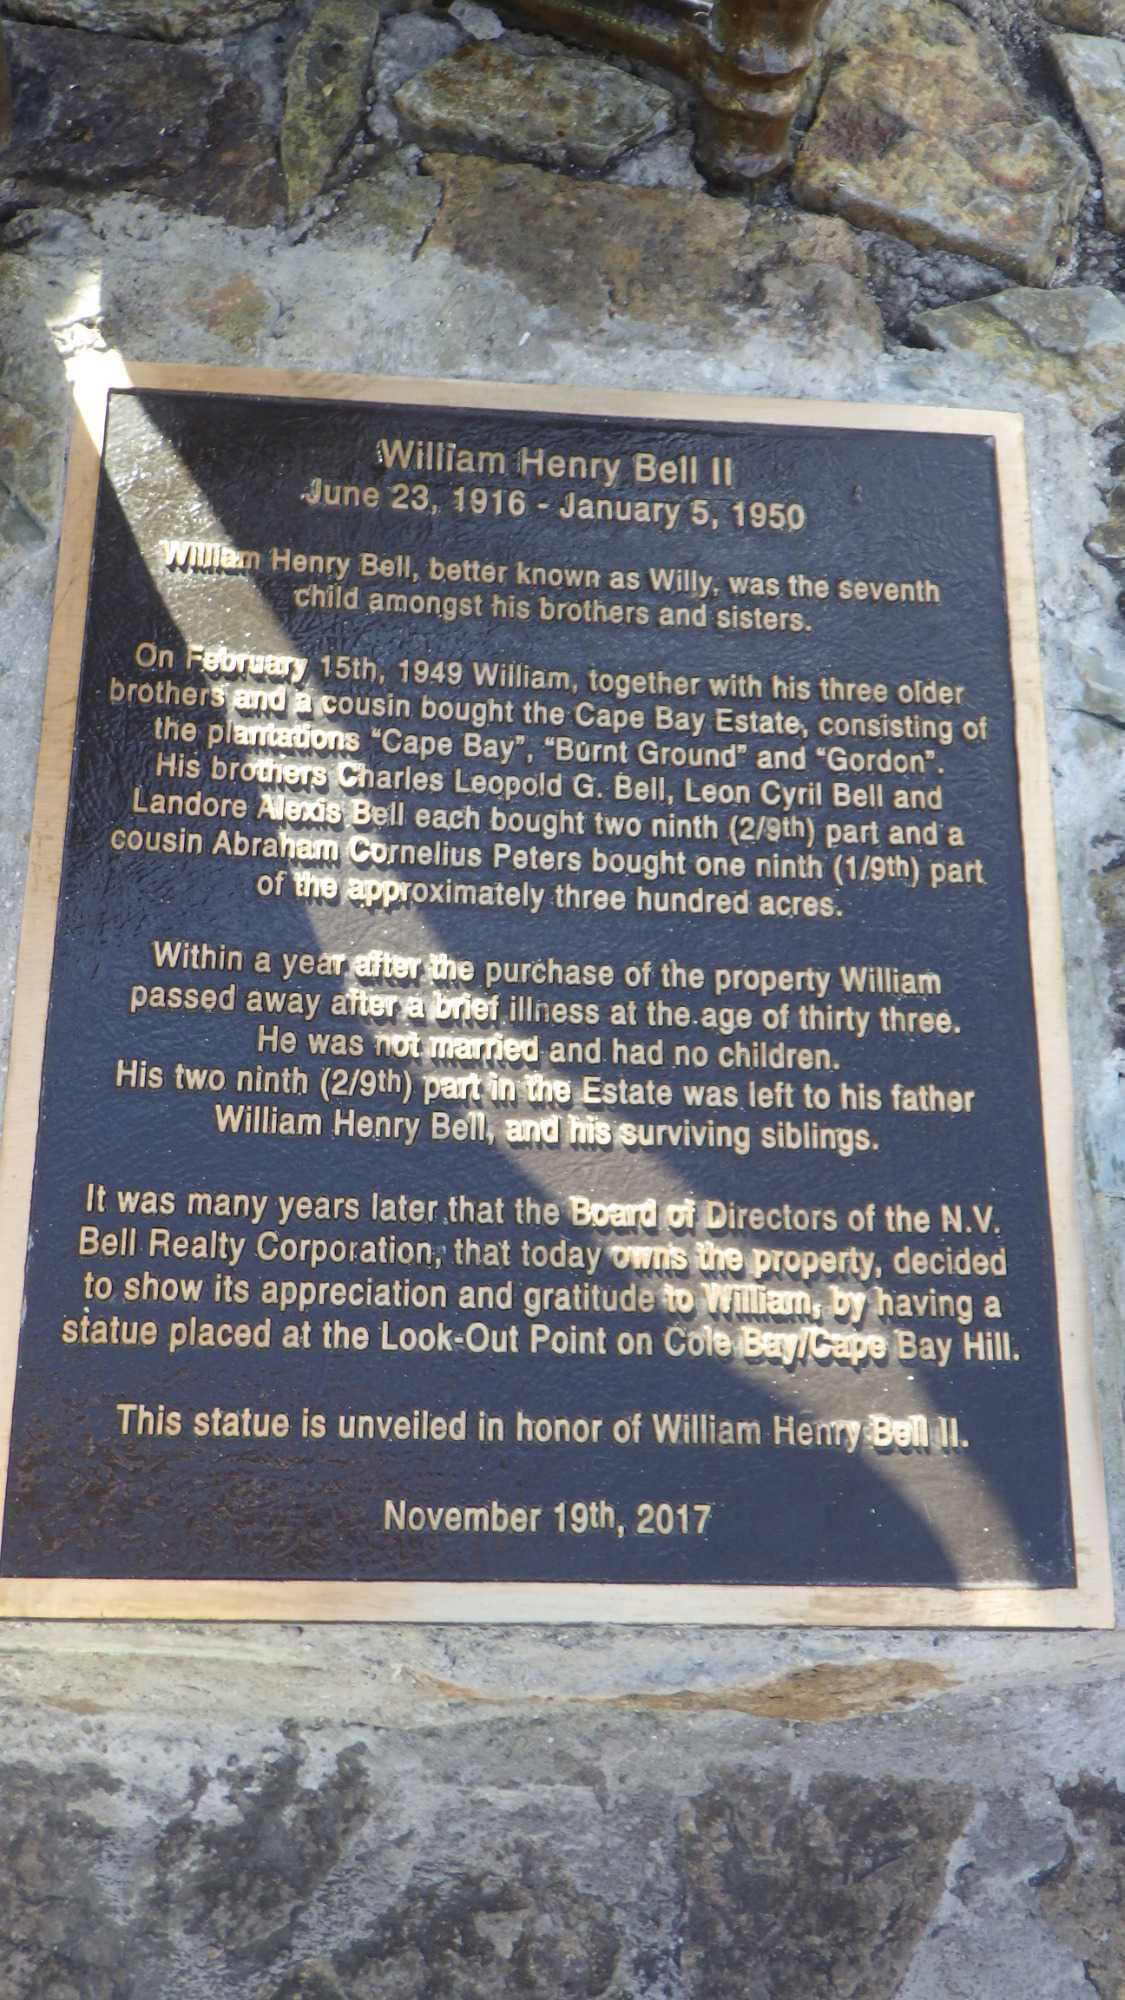 William Henry Bell II
June 23, 1916 - January 5, 1950
William Henry Bell, better known as Willy, was the seventh
child amongst his brothers and sisters.
On February 15th, 1949 William, together with his three older
brothers and a cousin bought the Cape Bay Estate, consisting of
the plantations "Cape Bay", "Burnt Ground" and "Gordon".
His brothers Charles Leopold G. Bell, Leon Cyril Bell and
Landore Alexis Bell each bought two ninth (2/9th) part and a
cousin Abraham Cornelius Peters bought one ninth (1/9th) part
of the approximately three hundred acres.
Within a year after the purchase of the property William
passed away after a brief illness at the age of thirty three.
He was not married and had no children.
His two ninth (2/9th) part in the Estate was left to his father
William Henry Bell, and his surviving siblings.
It was many years later that the Board of Directors of the N.V.
Bell Realty Corporation, that today owns the property, decided
to show its appreciation and gratitude to William, by having a
statue placed at the Look-Out Point on Cole Bay/Cape Bay Hill.
This statue is unveiled in honor of William Henry Bell II.
November 19th, 2017